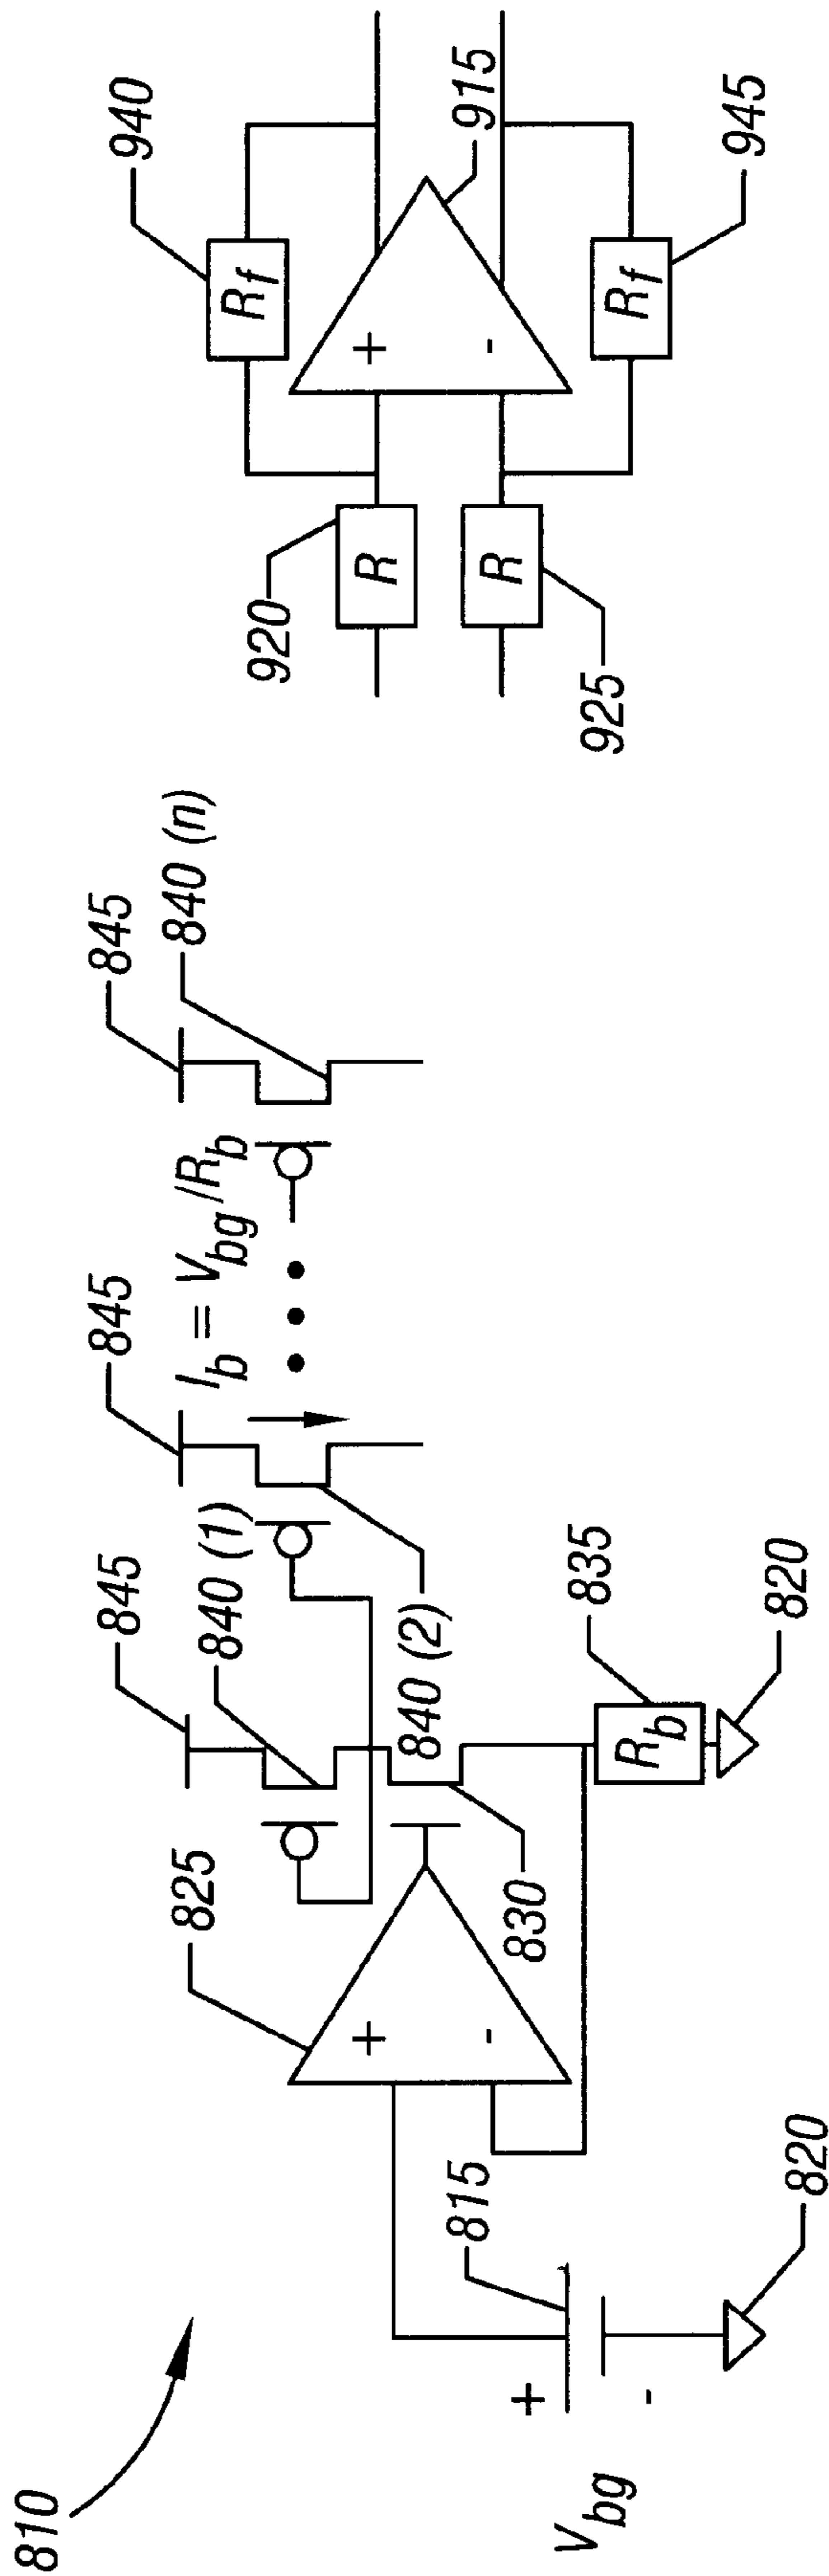 810
V_bg
+
-
815
820
825
+
-
830
835
R_b
820
845
840 (1)
840 (2)
845
I_b = V_bg/R_b
845
840 (n)
920
R
R
925
940
R_f
+
-
915
R_f
945